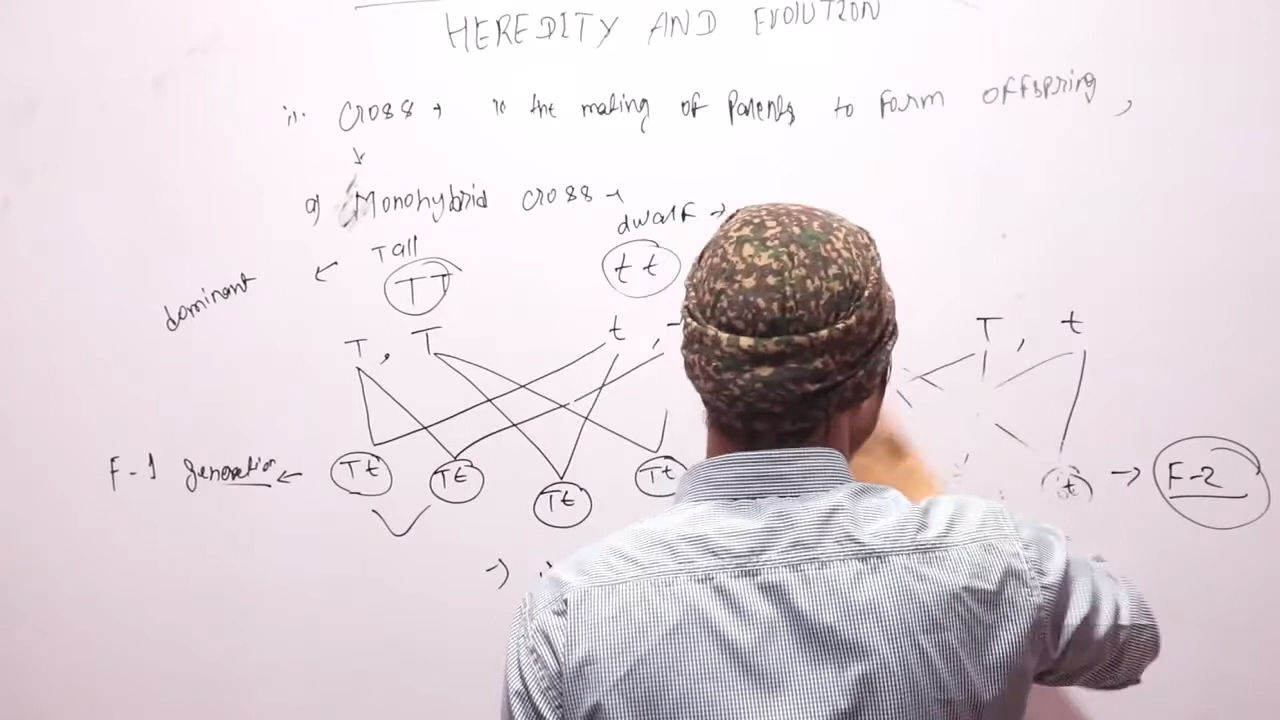 HEREDITY AND EVOLUTION
ii. Cross → is the mating of Parents to Form OFFspring,
a) Monohybrid cross →
Tall
dwarF →
dominant ← TT
tt
T, T
t,
T, t
F-1 generation ← Tt Tt Tt Tt
t → F-2
→